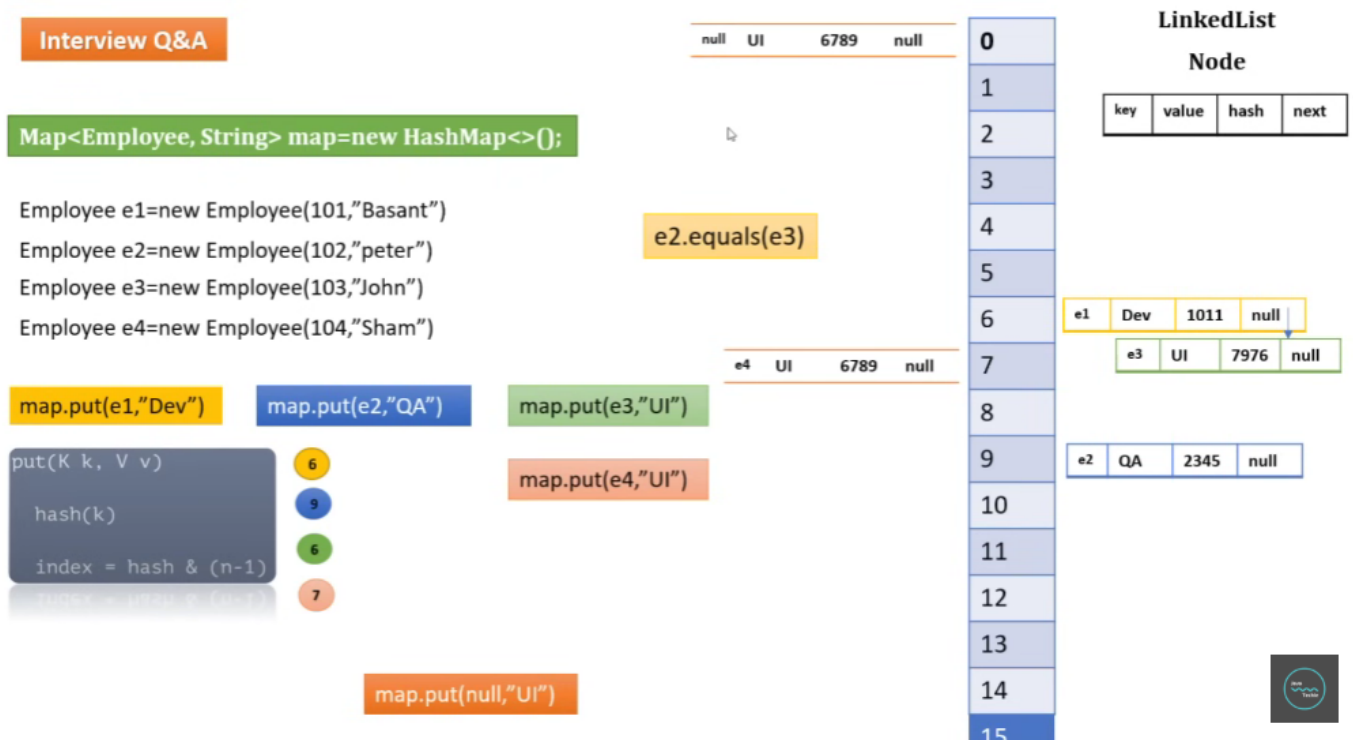 Interview Q&A
Map<Employee, String> map=new HashMap<>();
Employee e1=new Employee(101,”Basant”)
Employee e2=new Employee(102,”peter”)
Employee e3=new Employee(103,”John”)
Employee e4=new Employee(104,”Sham”)
map.put(e1,”Dev”)
map.put(e2,”QA”)
map.put(e3,”UI”)
map.put(e4,”UI”)
put(K k, V v)
hash(k)
index = hash & (n-1)
6
9
6
7
map.put(null,”UI”)
e2.equals(e3)
null UI 6789 null
e4 UI 6789 null
0
1
2
3
4
5
6
7
8
9
10
11
12
13
14
15
LinkedList
Node
key value hash next
e1 Dev 1011 null
e3 UI 7976 null
e2 QA 2345 null